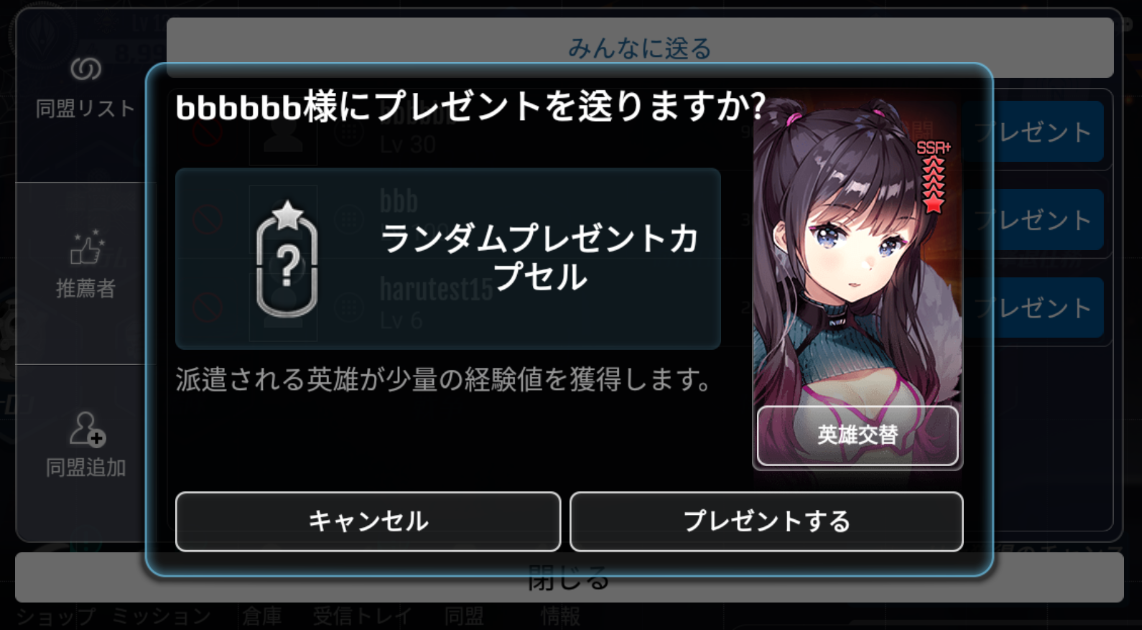 みんなに送る
同盟リスト
bbbbbb様にプレゼントを送りますか?
Lv 30
プレゼント
SSR+
bbb
プレゼント
ランダムプレゼントカ
プセル
推薦者
harutest15
Lv 6
プレゼント
派遣される英雄が少量の経験値を獲得します。
英雄交替
同盟追加
キャンセル
プレゼントする
閉じる
ショップ ミッション 倉庫 受信トレイ 同盟 情報